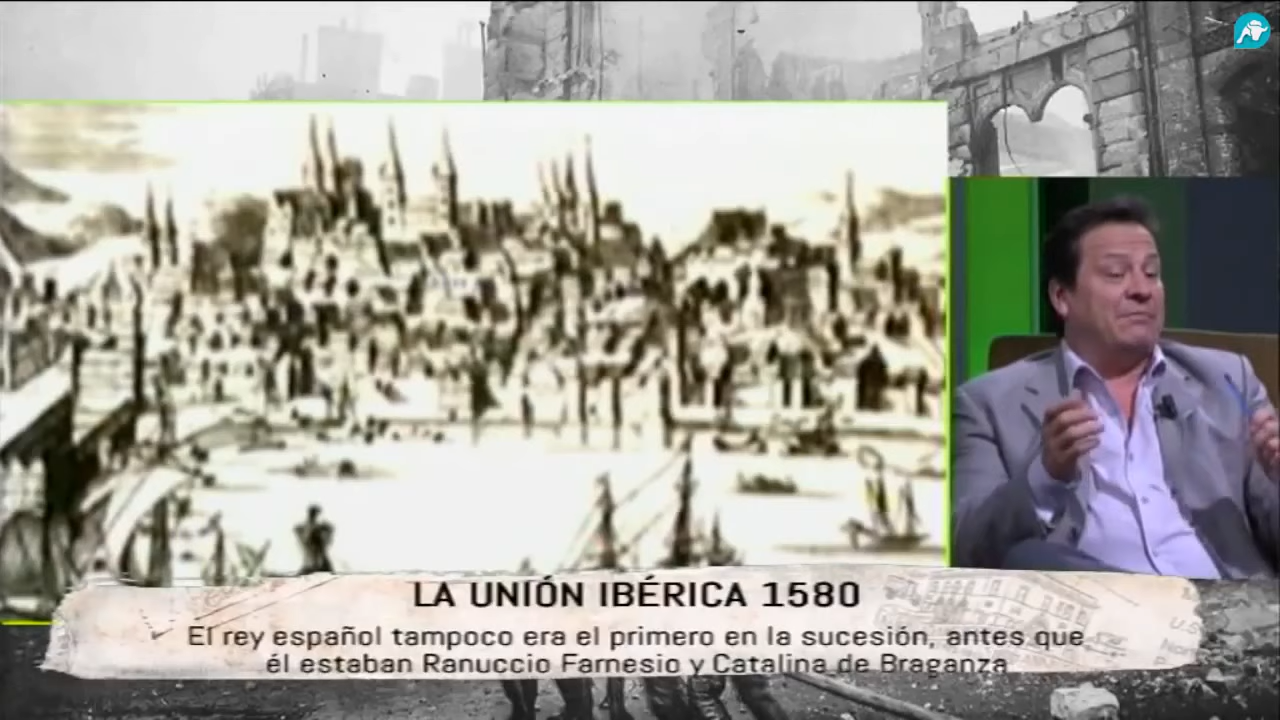 LA UNIÓN IBÉRICA 1580
El rey español tampoco era el primero en la sucesión, antes que
él estaban Ranuccio Farnesio y Catalina de Braganza